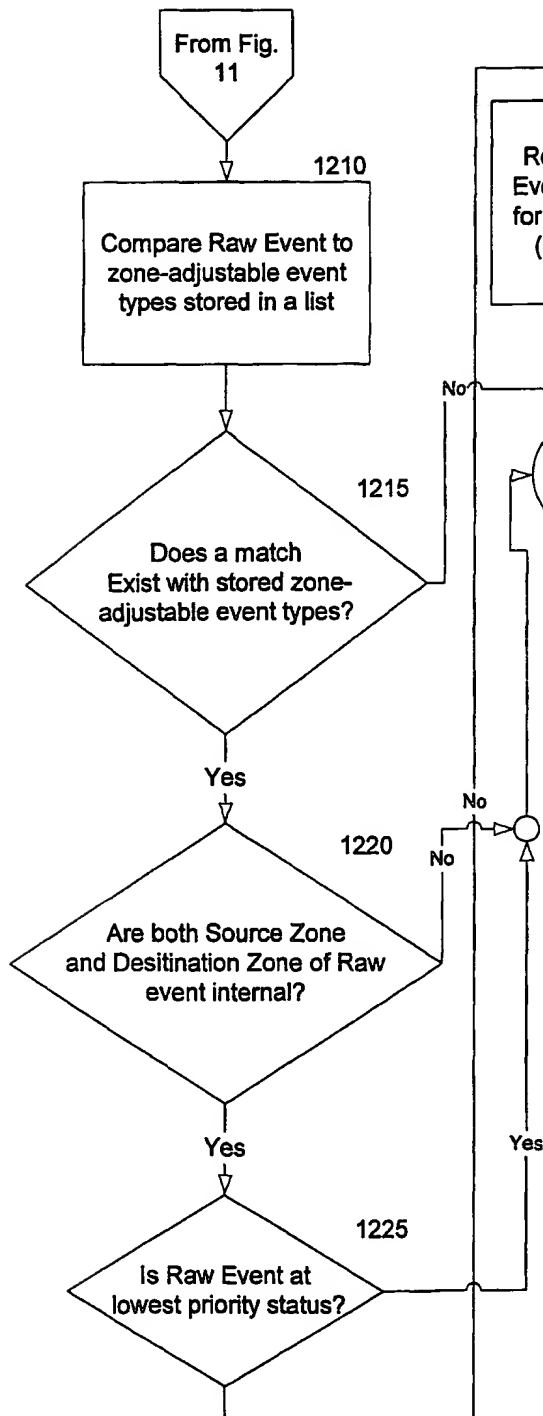 From Fig.
11
1210
Compare Raw Event to
zone-adjustable event
types stored in a list
for
(
No
1215
Does a match
Exist with stored zone-
adjustable event types?
Yes
No
1220
No
Are both Source Zone
and Desitination Zone of Raw
event internal?
Yes
Yes
1225
Is Raw Event at
lowest priority status?